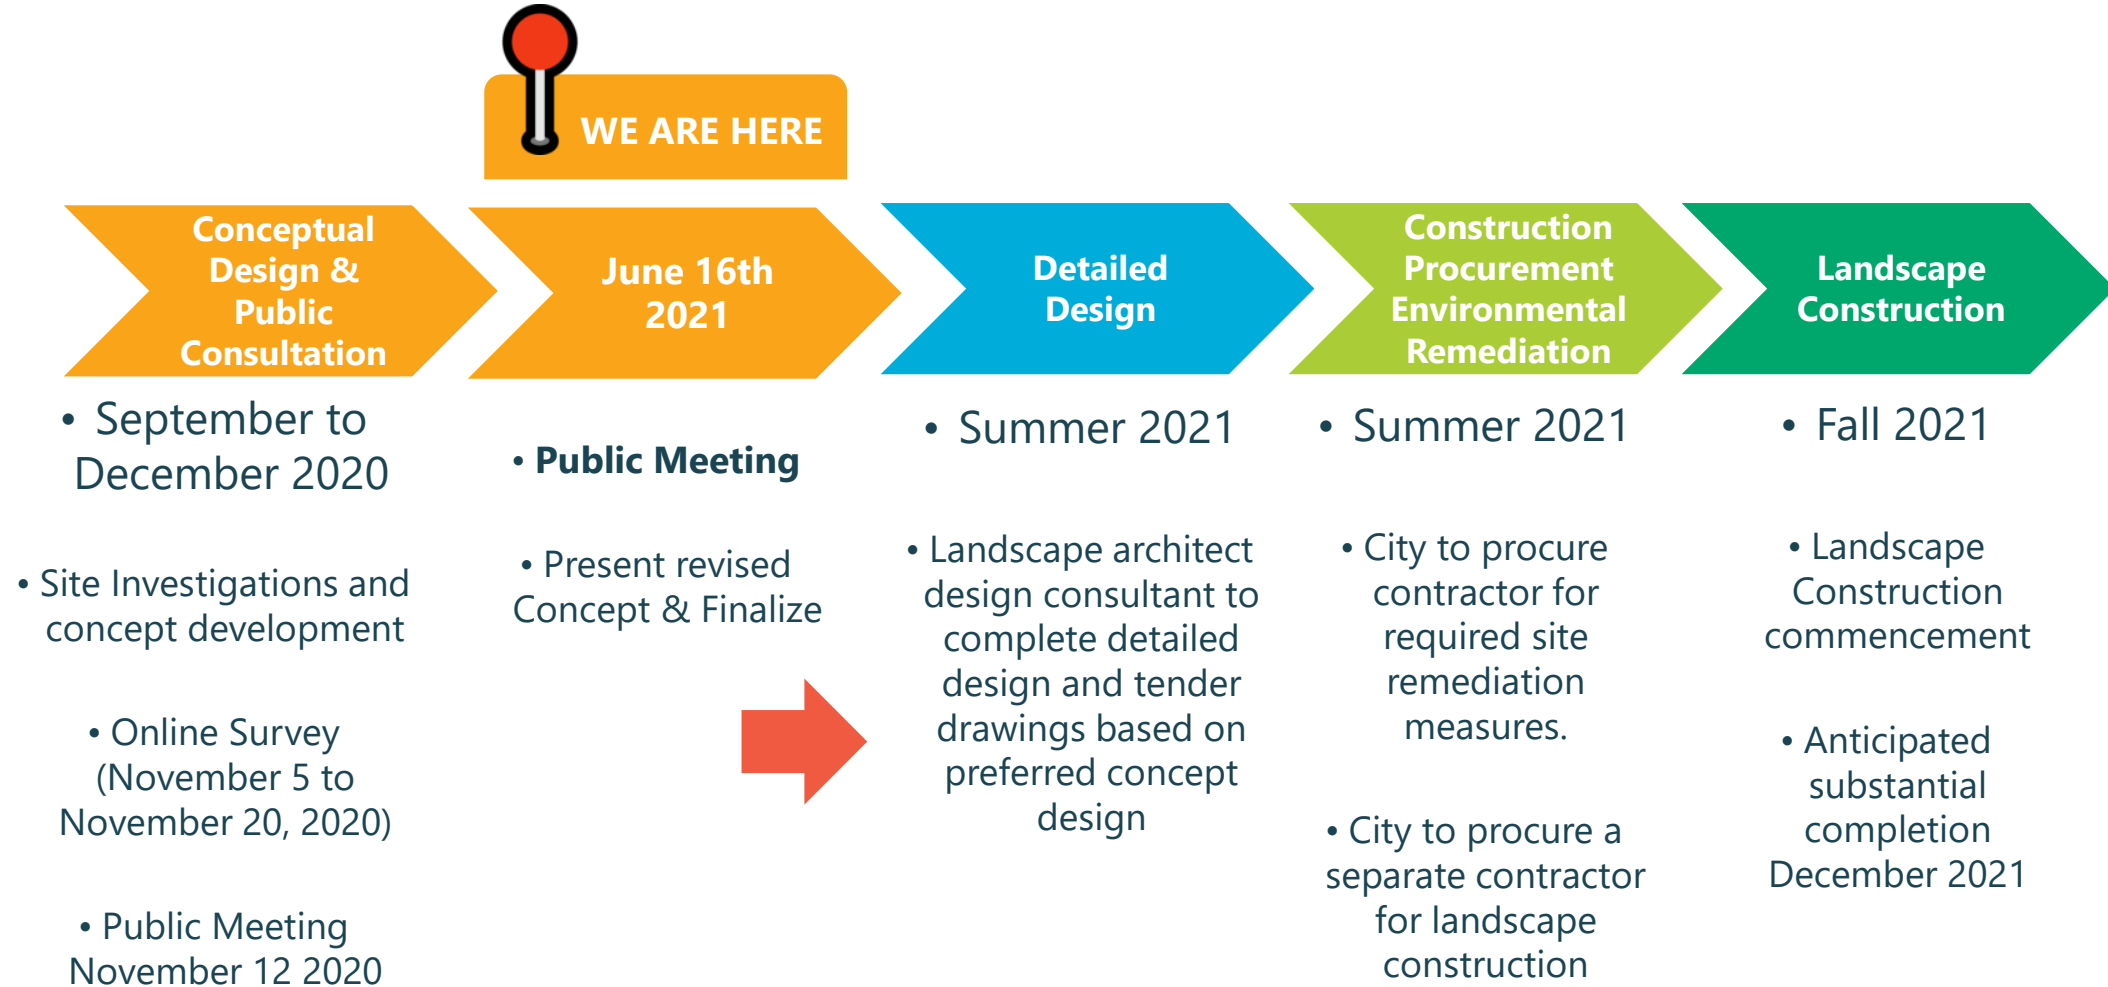 WE ARE HERE
Conceptual
Design &
Public
Consultation
• September to
December 2020
• Site Investigations and
concept development
• Online Survey
(November 5 to
November 20, 2020)
• Public Meeting
November 12 2020
June 16th
2021
• Public Meeting
• Present revised
Concept & Finalize
Detailed
Design
• Summer 2021
• Landscape architect
design consultant to
complete detailed
design and tender
drawings based on
preferred concept
design
Construction
Procurement
Environmental
Remediation
• Summer 2021
• City to procure
contractor for
required site
remediation
measures.
• City to procure a
separate contractor
for landscape
construction
Landscape
Construction
• Fall 2021
• Landscape
Construction
commencement
• Anticipated
substantial
completion
December 2021